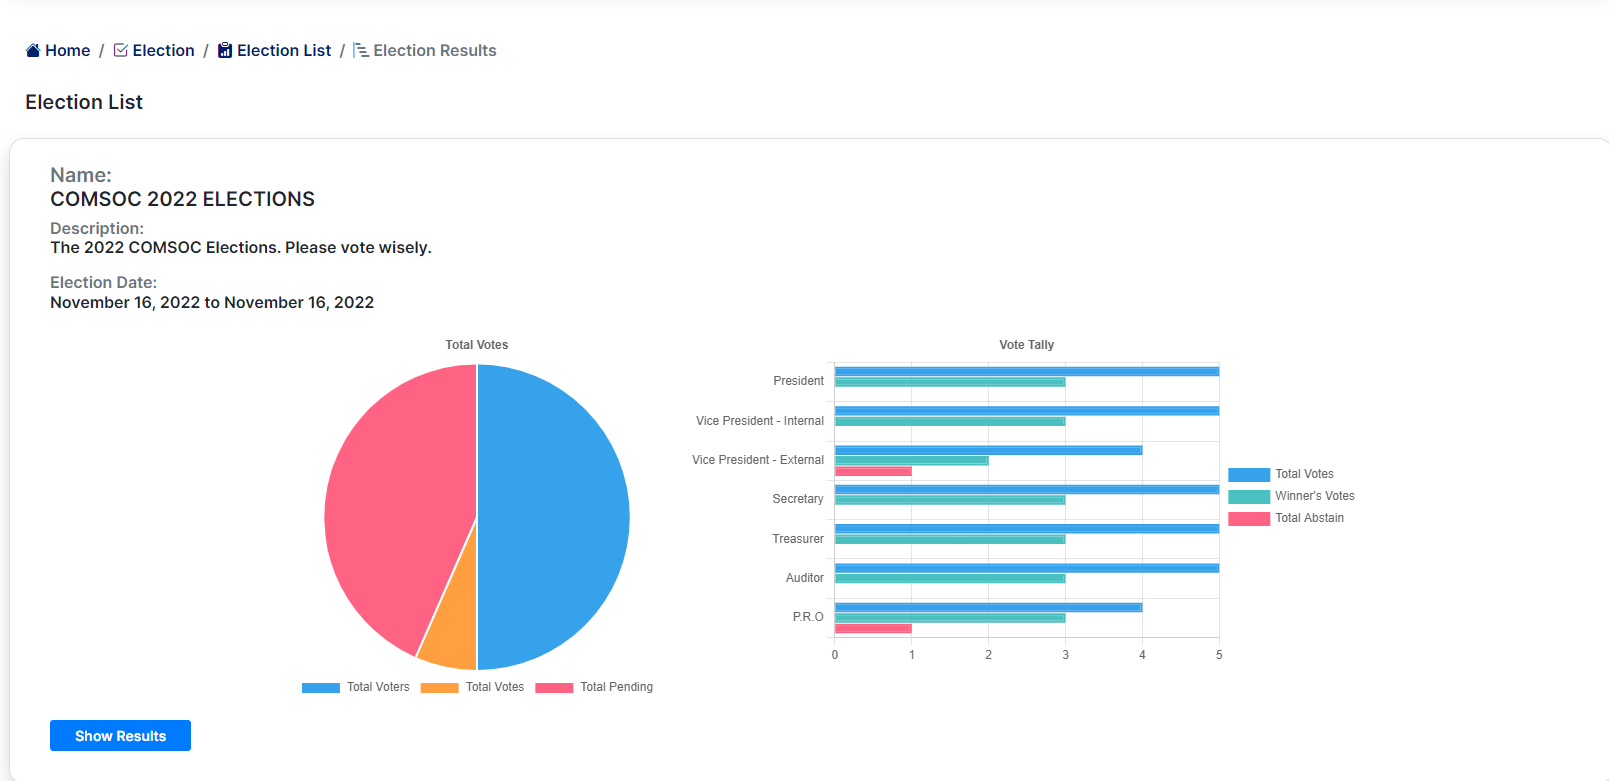 Home / Election / Election List / Election Results
Election List
Name:
COMSOC 2022 ELECTIONS
Description:
The 2022 COMSOC Elections. Please vote wisely.
Election Date:
November 16, 2022 to November 16, 2022
Total Votes
Total Voters Total Votes Total Pending
Vote Tally
President
Vice President - Internal
Vice President - External
Secretary
Treasurer
Auditor
P.R.O
0 1 2 3 4 5
Total Votes
Winner's Votes
Total Abstain
Show Results